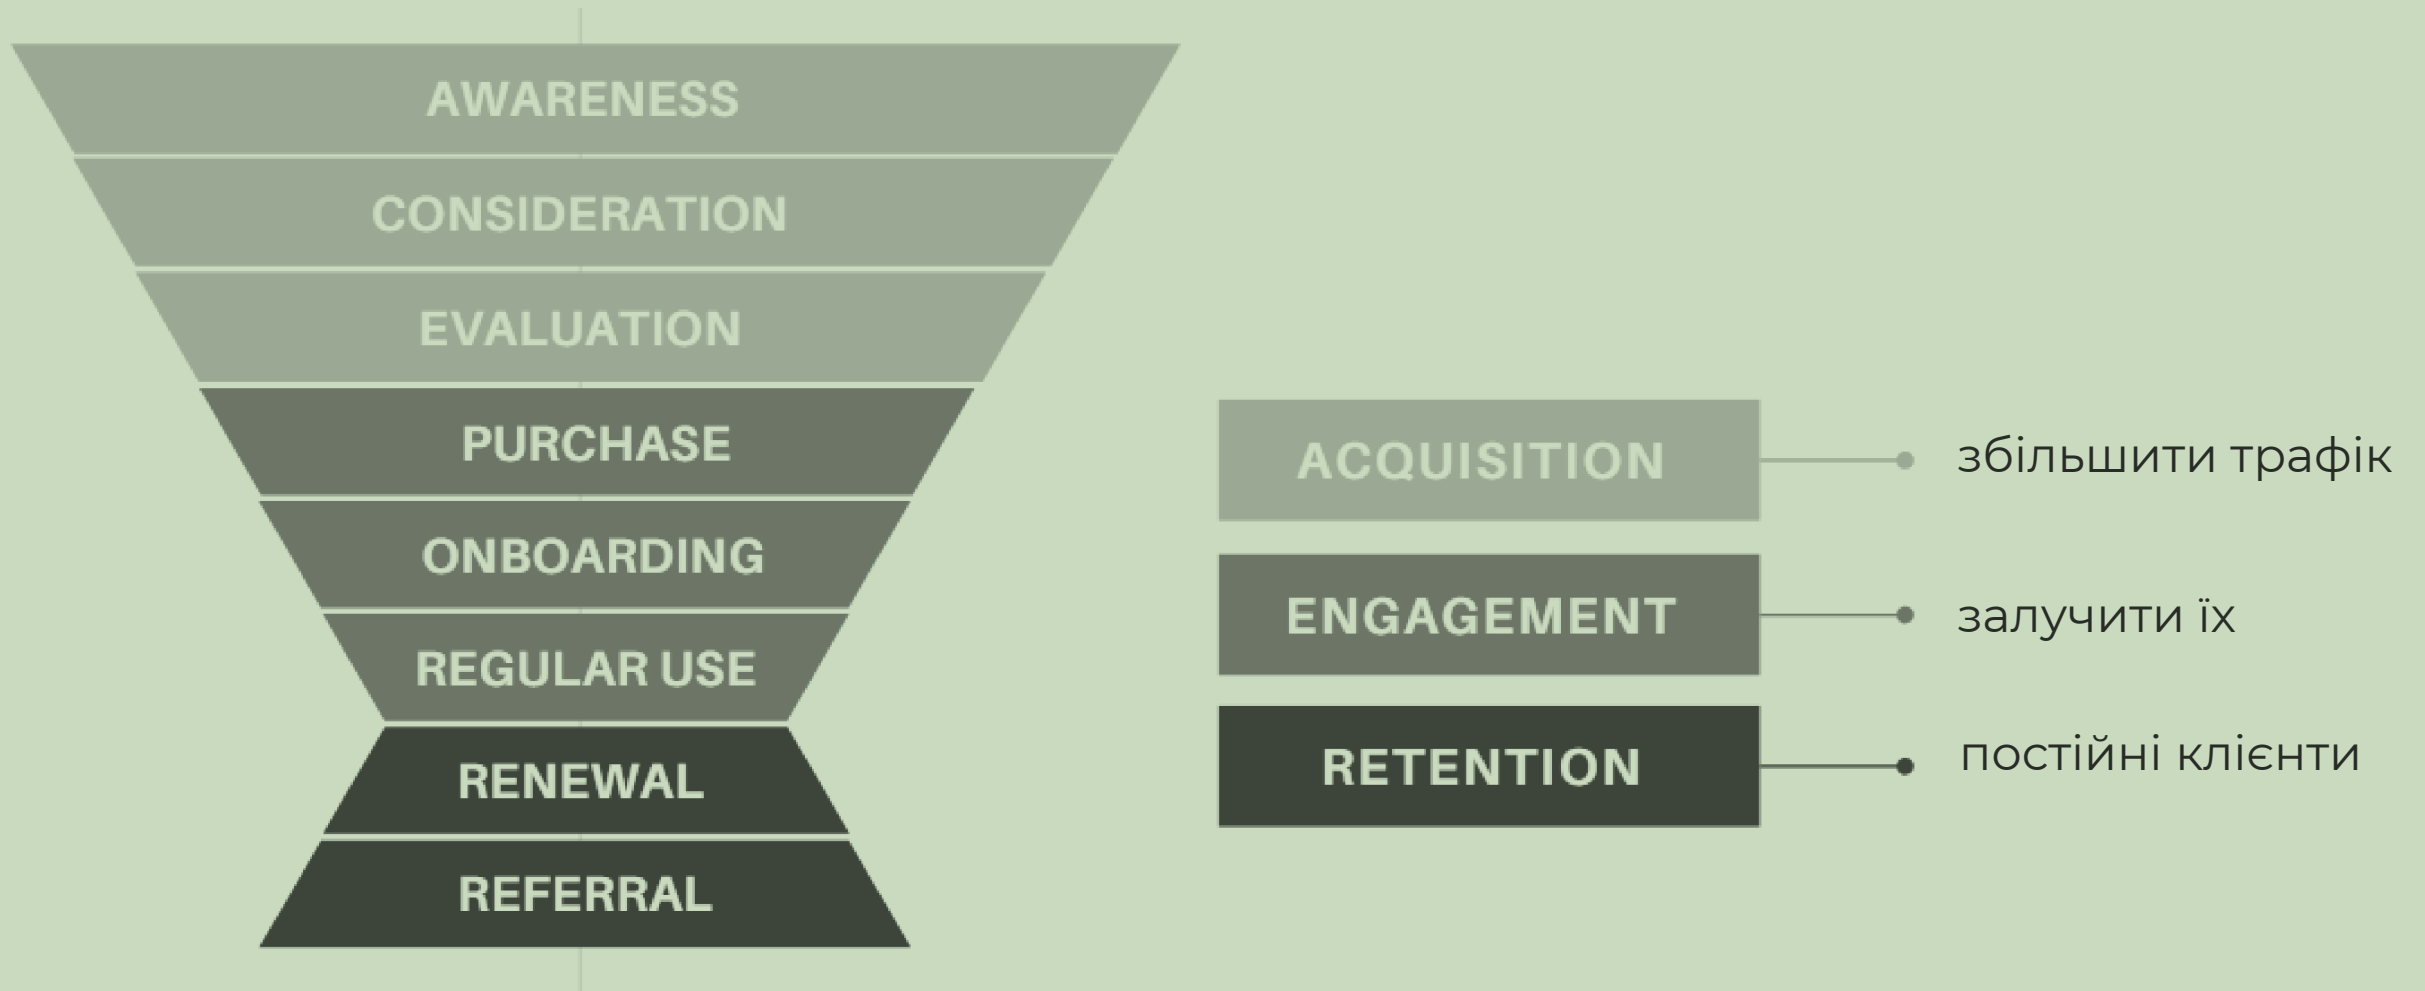 AWARENESS
CONSIDERATION
EVALUATION
PURCHASE
ONBOARDING
REGULAR USE
RENEWAL
REFERRAL
ACQUISITION
збільшити трафік
ENGAGEMENT
залучити їх
RETENTION
постійні клієнти